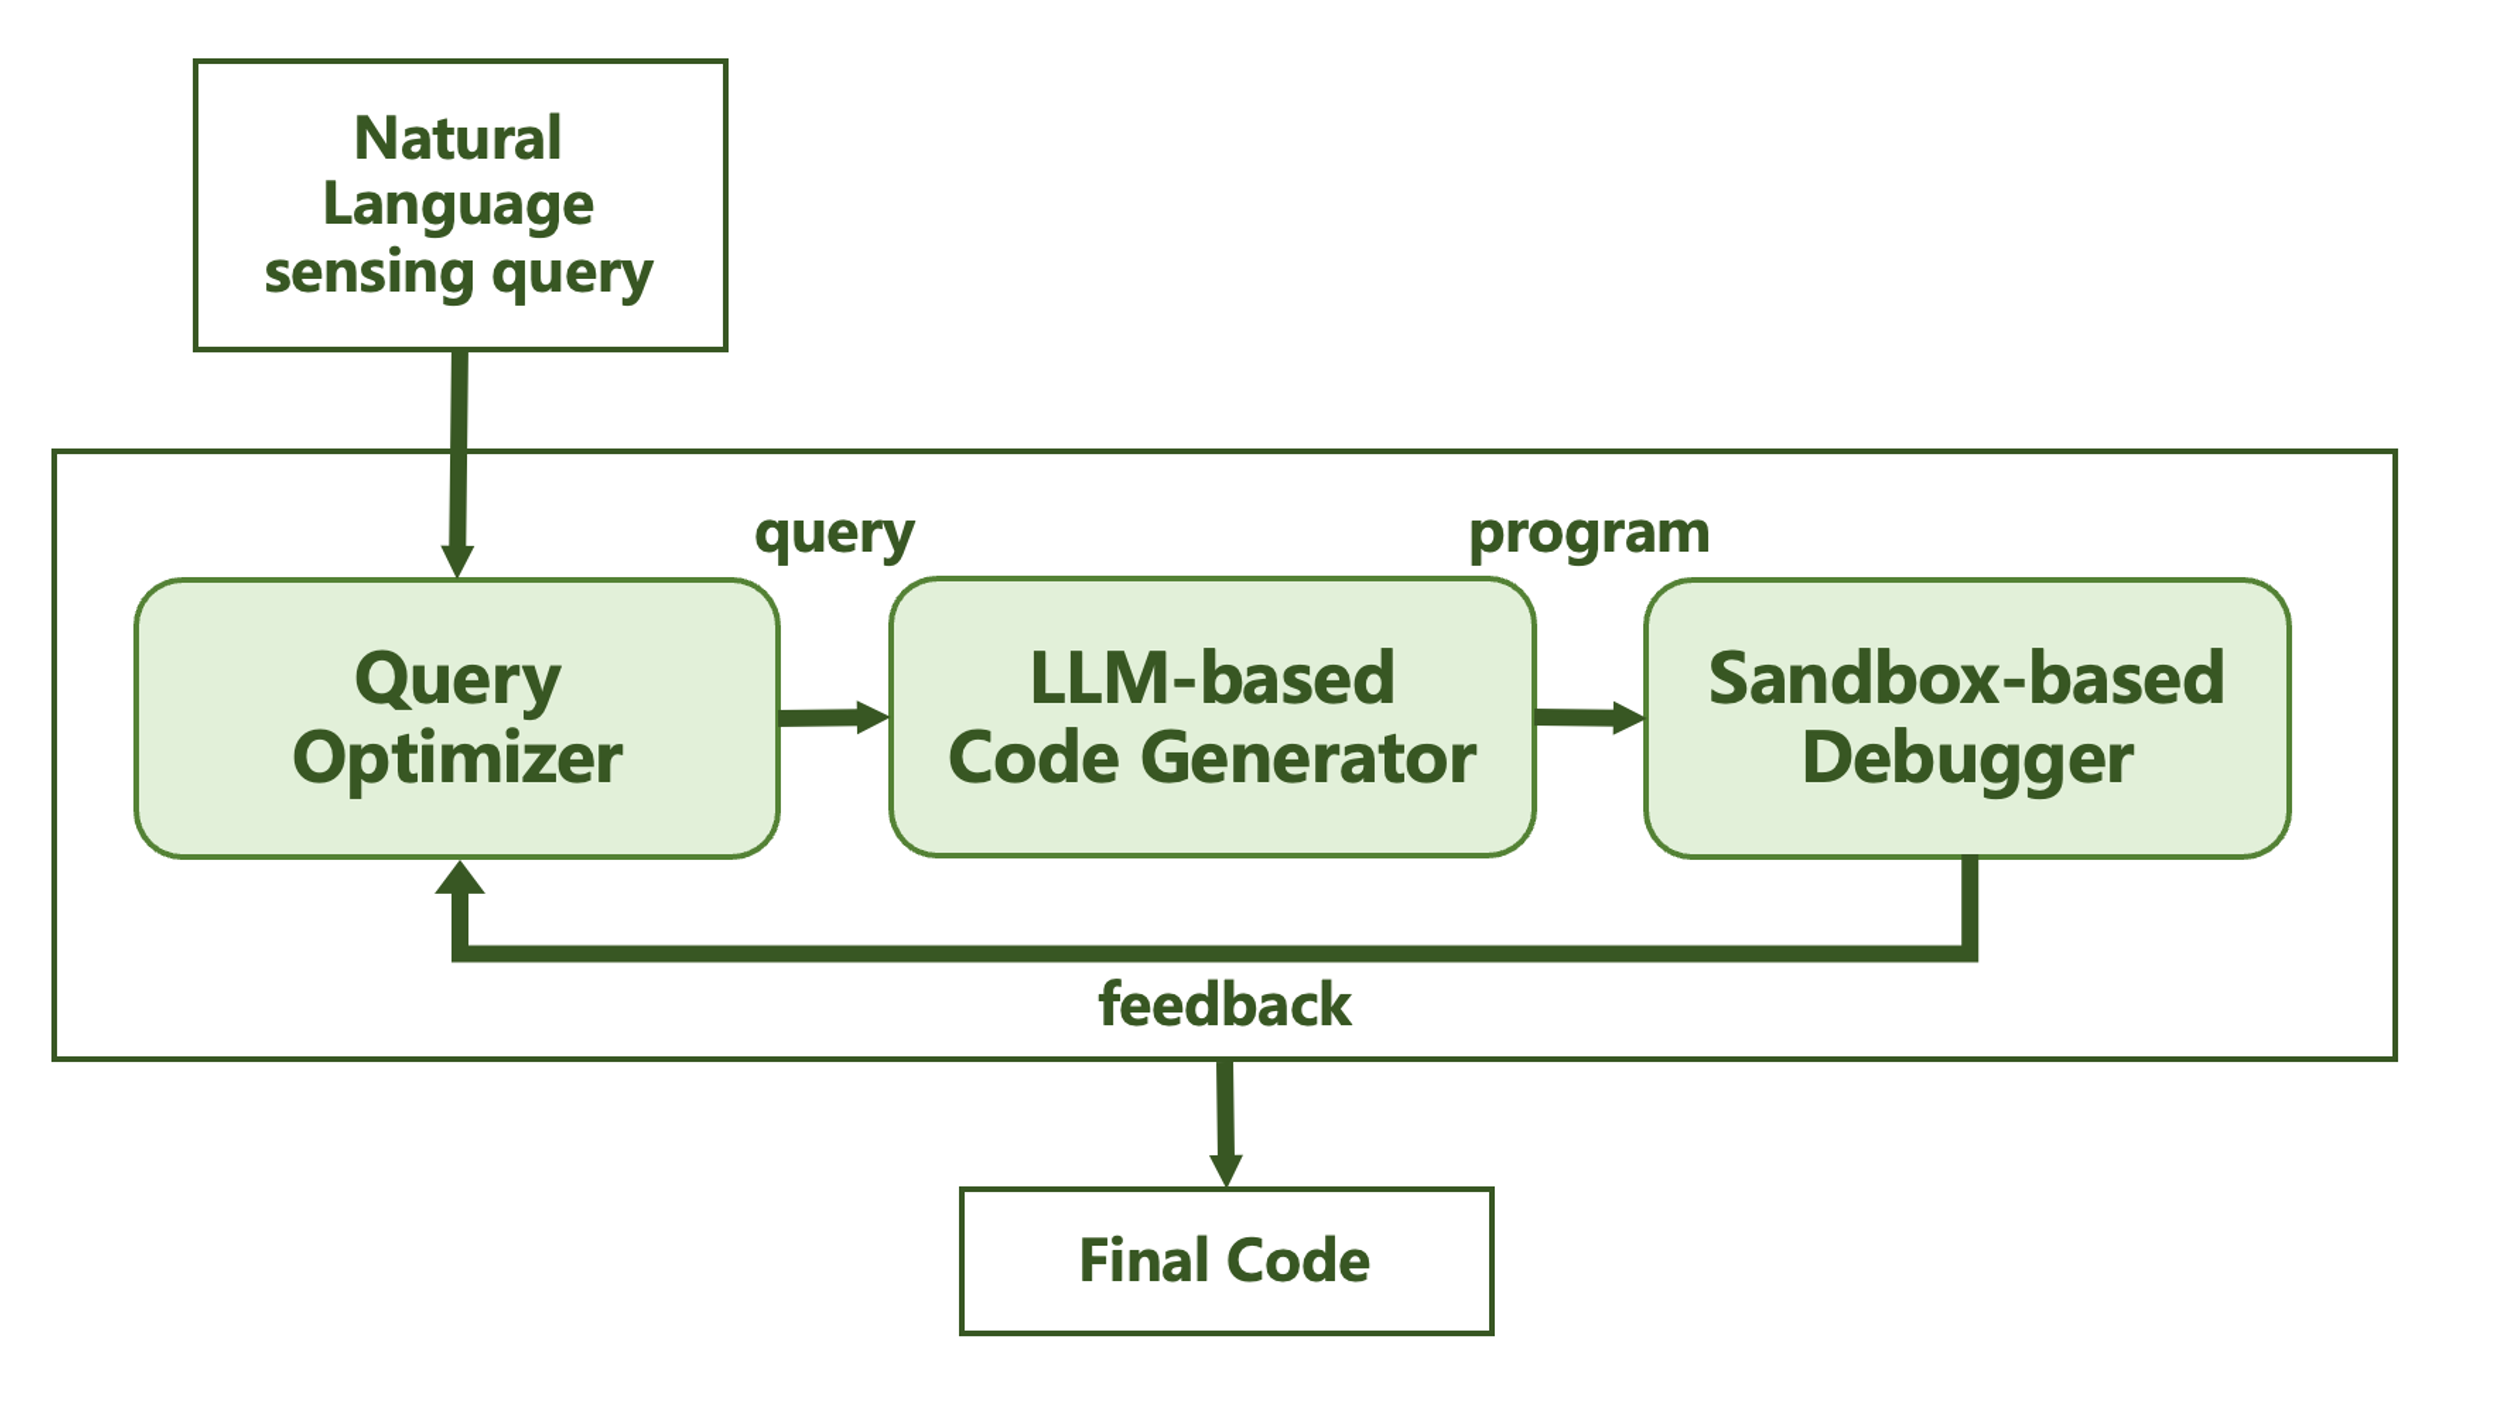 Natural
Language
sensing query
query
program
Query
Optimizer
LLM-based
Code Generator
Sandbox-based
Debugger
feedback
Final Code